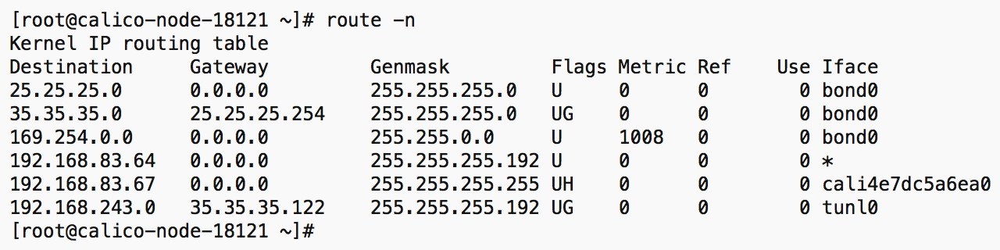 [root@calico-node-18121 ~]# route -n
Kernel IP routing table
Destination     Gateway         Genmask         Flags Metric Ref    Use Iface
25.25.25.0      0.0.0.0         255.255.255.0   U     0      0        0 bond0
35.35.35.0      25.25.25.254    255.255.255.0   UG    0      0        0 bond0
169.254.0.0     0.0.0.0         255.255.0.0     U     1008   0        0 bond0
192.168.83.64   0.0.0.0         255.255.255.192 U     0      0        0 *
192.168.83.67   0.0.0.0         255.255.255.255 UH    0      0        0 cali4e7dc5a6ea0
192.168.243.0   35.35.35.122    255.255.255.192 UG    0      0        0 tunl0
[root@calico-node-18121 ~]#